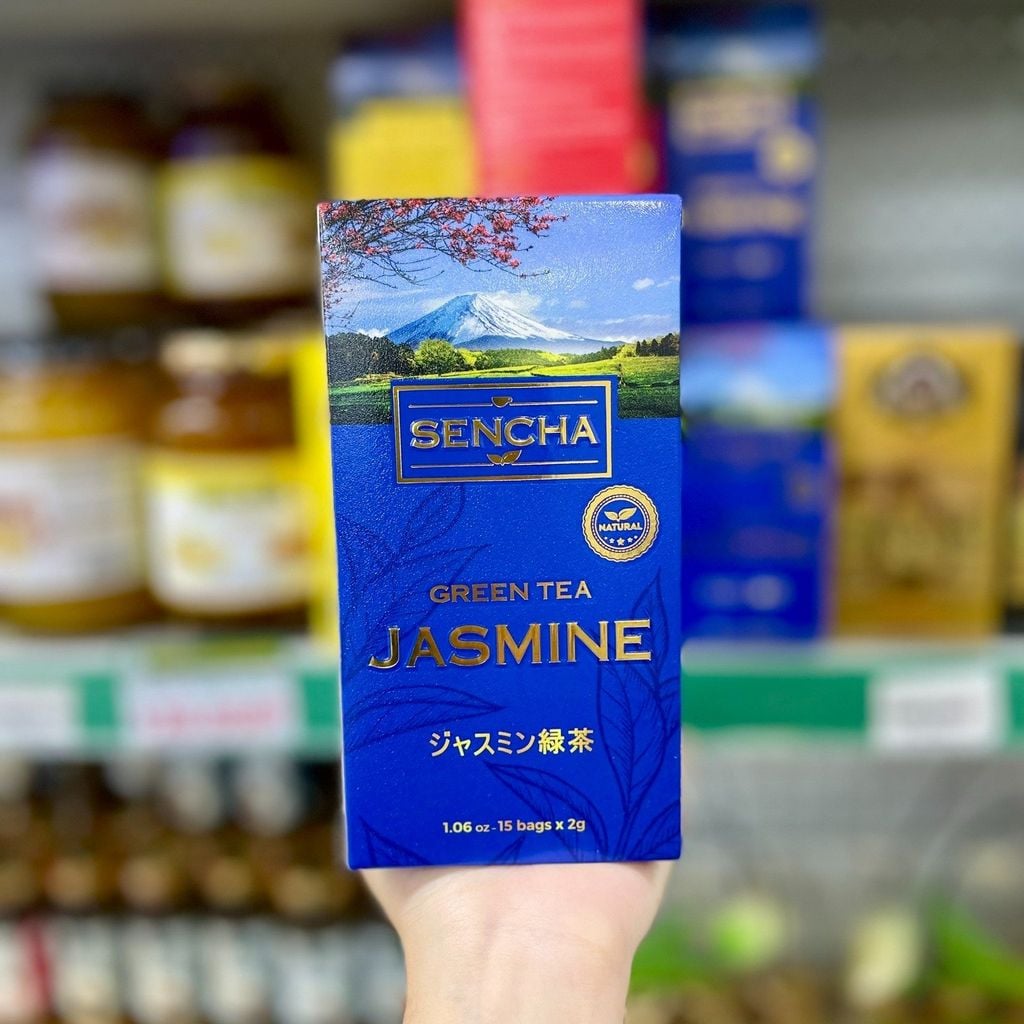 SENCHA
NATURAL
GREEN TEA
JASMINE
ジャスミン緑茶
1.06 oz - 15 bags x 2g